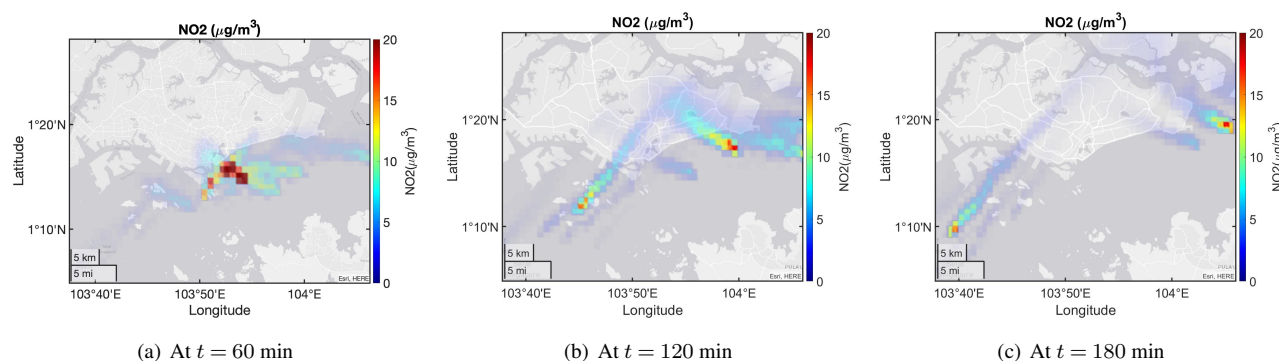 NO2 (μg/m³)
20
15
10
5
0
NO2(μg/m³)
1°20'N
1°10'N
Latitude
5 km
5 mi
Esri, HERE
103°40'E
103°50'E
104°E
Longitude
(a) At t = 60 min
NO2 (μg/m³)
20
15
10
5
0
NO2(μg/m³)
1°20'N
1°10'N
Latitude
5 km
5 mi
Esri, HERE
103°40'E
103°50'E
104°E
Longitude
(b) At t = 120 min
NO2 (μg/m³)
20
15
10
5
0
NO2(μg/m³)
1°20'N
1°10'N
Latitude
5 km
5 mi
Esri, HERE
103°40'E
103°50'E
104°E
Longitude
(c) At t = 180 min